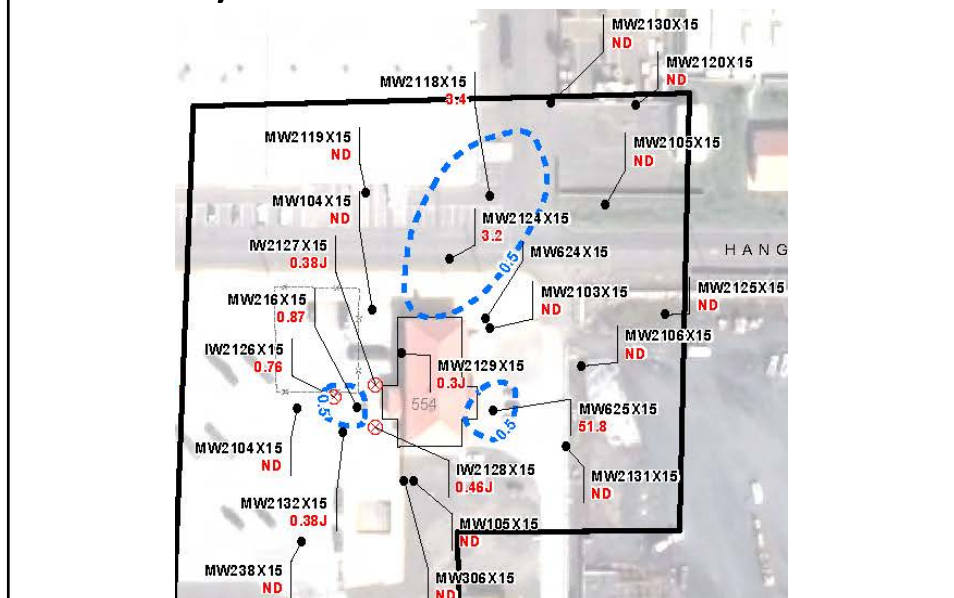 MW2130X15
ND
MW2120X15
ND
MW2118X15
3.4
MW2119X15
ND
MW2105X15
ND
MW104X15
ND
MW2124X15
3.2
IW2127X15
0.38J
0.5
MW624X15
HANG
MW216X15
0.87
MW2103X15
ND
MW2125X15
ND
MW2106X15
ND
IW2126X15
0.76
MW2129X15
0.3J
554
0.5
0.5
MW625X15
51.8
MW2104X15
ND
IW2128X15
0.46J
MW2131X15
ND
MW2132X15
0.38J
MW105X15
ND
MW238X15
ND
MW306X15
ND